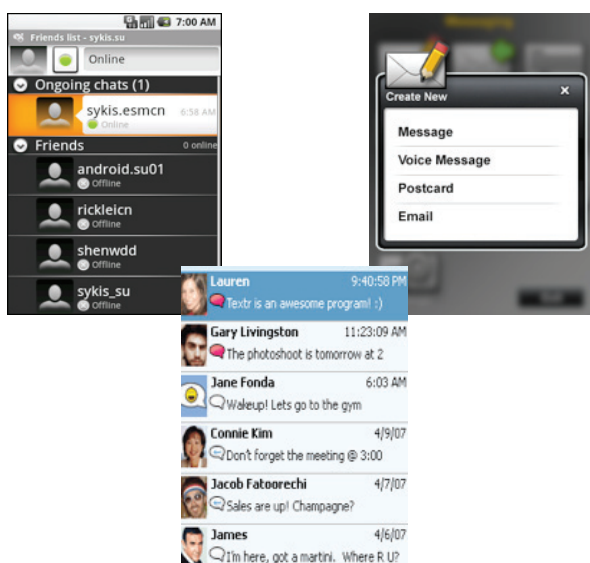 7:00 AM
Friends list - sykis.su
Online
Ongoing chats (1)
sykis.esmcn 6:58 AM
Online
Friends 0 online
android.su01
Offline
rickleicn
Offline
shenwdd
Offline
sykis_su
Offline
Messaging
Create New x
Message
Voice Message
Postcard
Email
Lauren 9:40:58 PM
Textr is an awesome program! :)
Gary Livingston 11:23:09 AM
The photoshoot is tomorrow at 2
Jane Fonda 6:03 AM
Wakeup! Lets go to the gym
Connie Kim 4/9/07
Don't forget the meeting @ 3:00
Jacob Fatoorechi 4/7/07
Sales are up! Champagne?
James 4/6/07
I'm here, got a martini. Where R U?